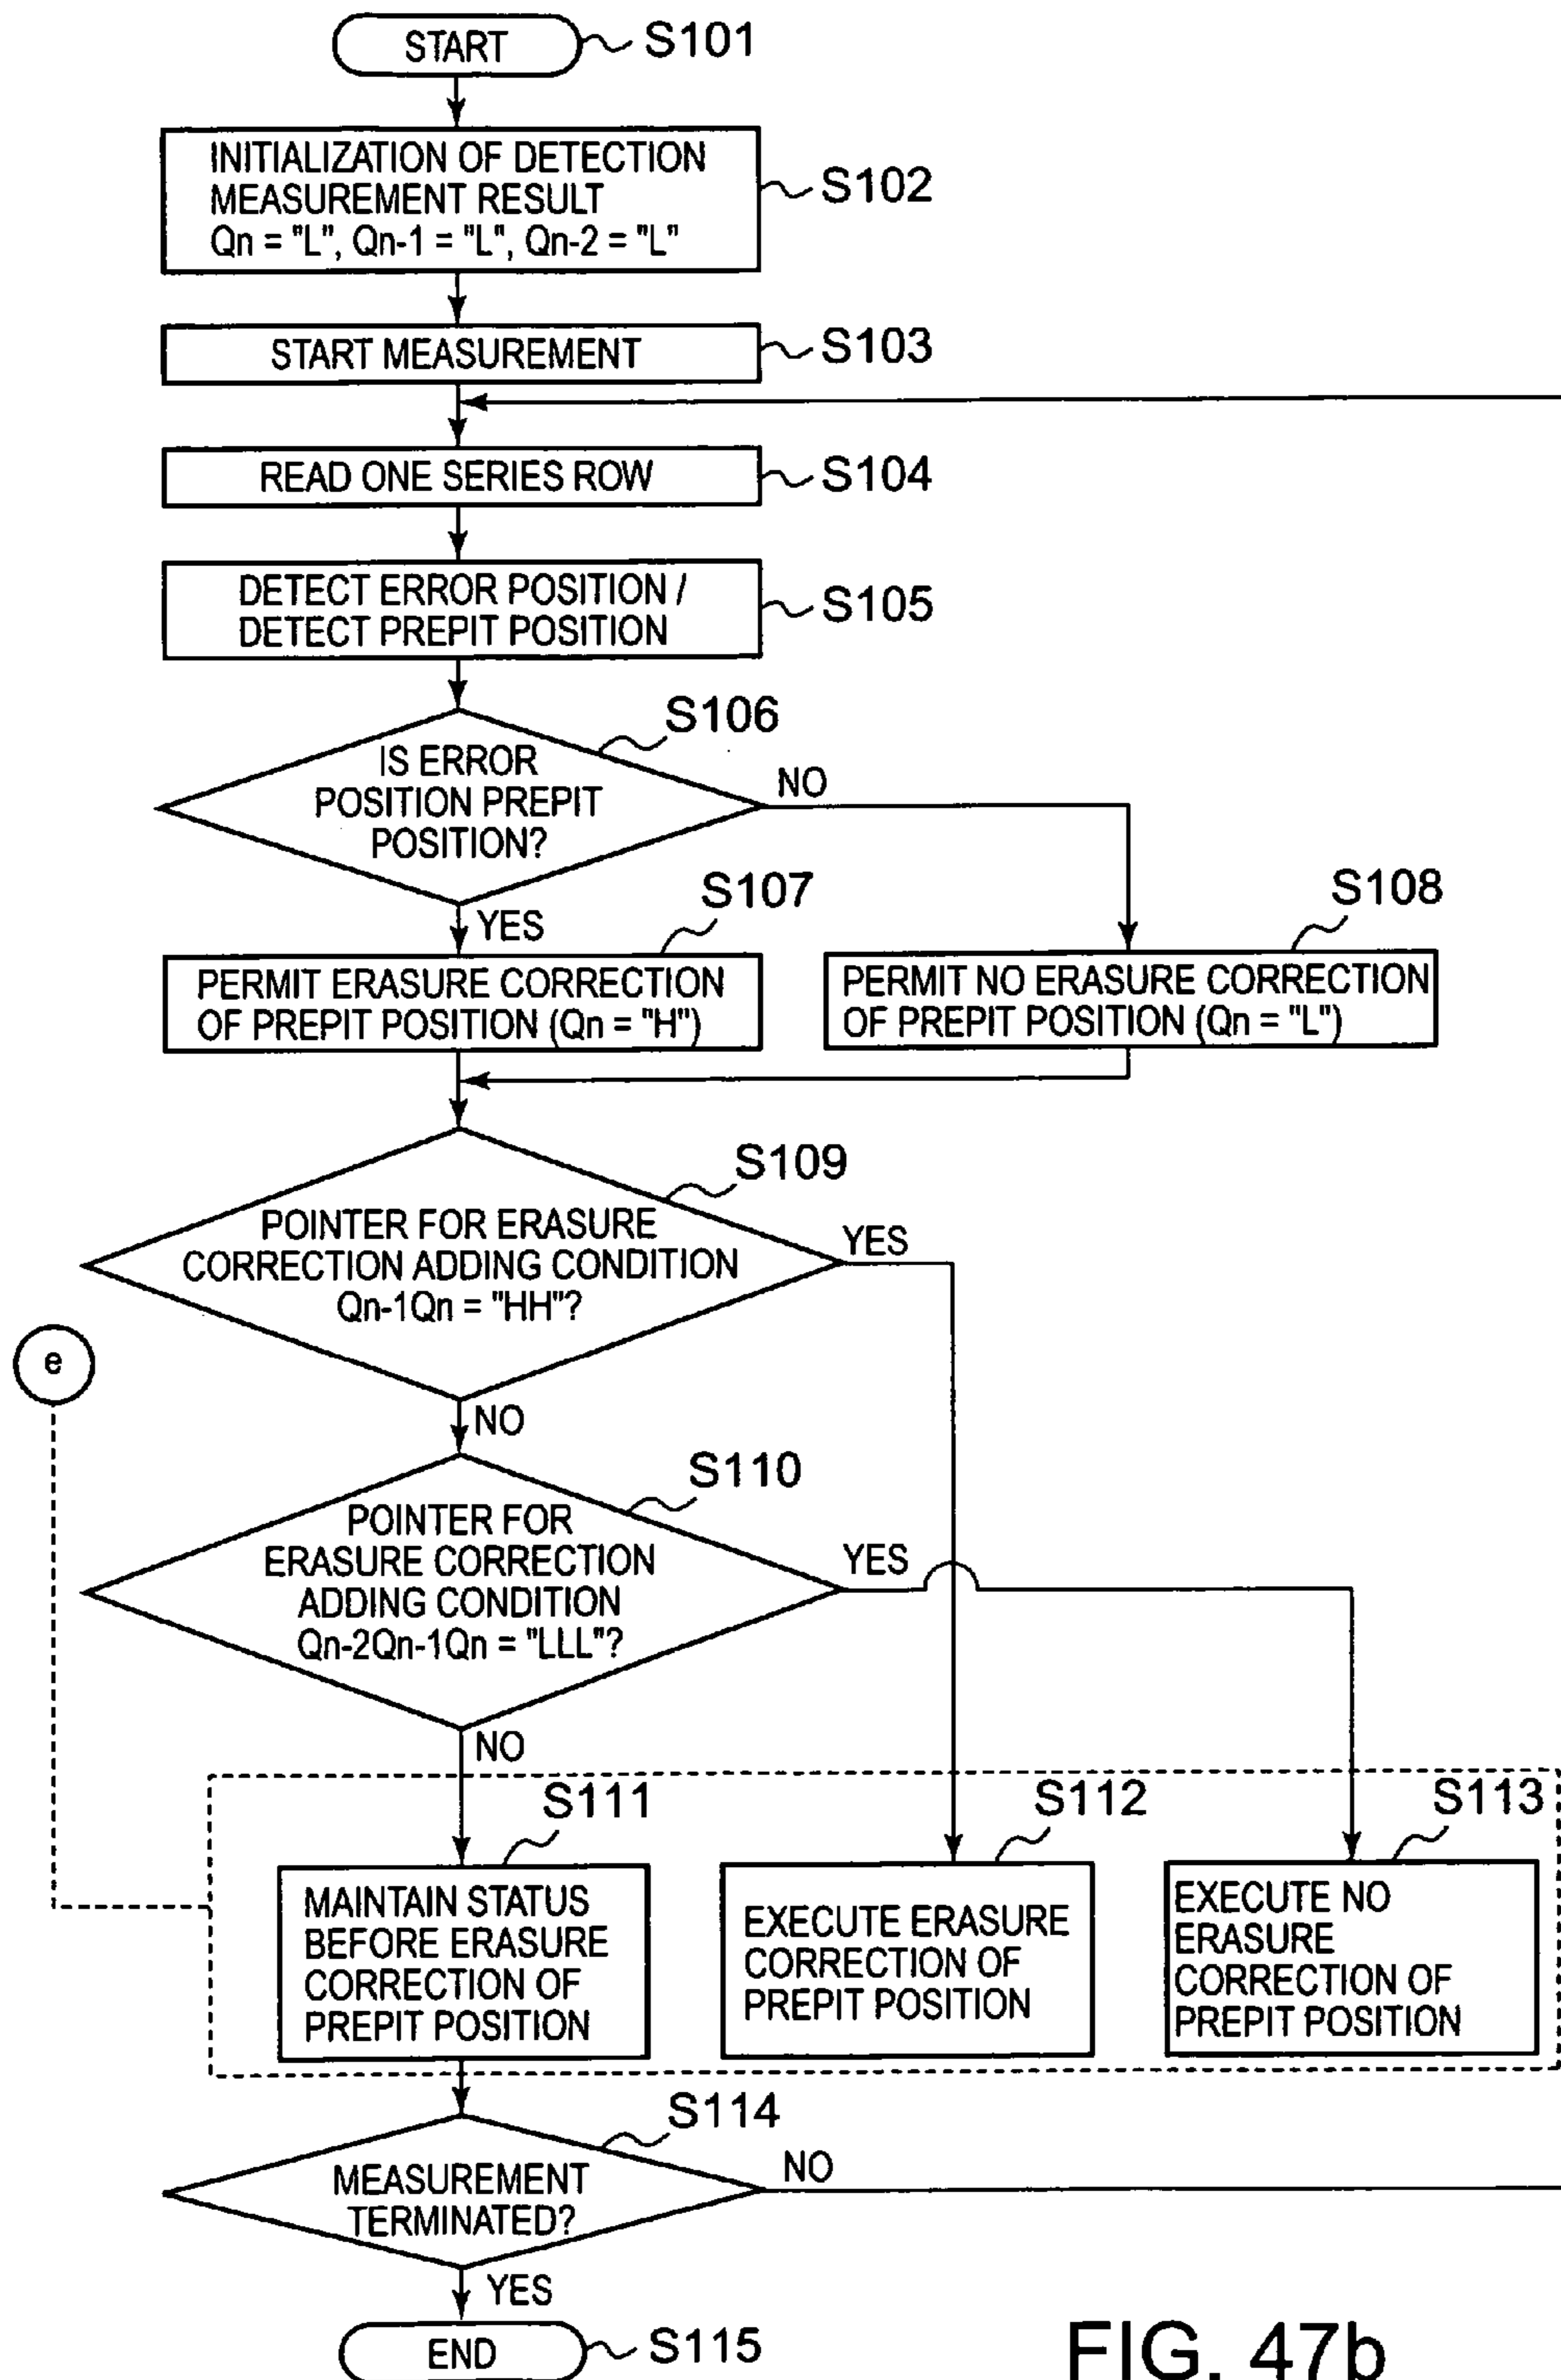 START
S101
INITIALIZATION OF DETECTION
MEASUREMENT RESULT
Qn = "L", Qn-1 = "L", Qn-2 = "L"
S102
START MEASUREMENT
S103
READ ONE SERIES ROW
S104
DETECT ERROR POSITION /
DETECT PREPIT POSITION
S105
S106
IS ERROR
POSITION PREPIT
POSITION?
NO
YES
S107
PERMIT ERASURE CORRECTION
OF PREPIT POSITION (Qn = "H")
S108
PERMIT NO ERASURE CORRECTION
OF PREPIT POSITION (Qn = "L")
S109
POINTER FOR ERASURE
CORRECTION ADDING CONDITION
Qn-1Qn = "HH"?
YES
NO
e
S110
POINTER FOR
ERASURE CORRECTION
ADDING CONDITION
Qn-2Qn-1Qn = "LLL"?
YES
NO
S111
MAINTAIN STATUS
BEFORE ERASURE
CORRECTION OF
PREPIT POSITION
S112
EXECUTE ERASURE
CORRECTION OF
PREPIT POSITION
S113
EXECUTE NO
ERASURE
CORRECTION OF
PREPIT POSITION
S114
MEASUREMENT
TERMINATED?
NO
YES
END
S115
FIG. 47b